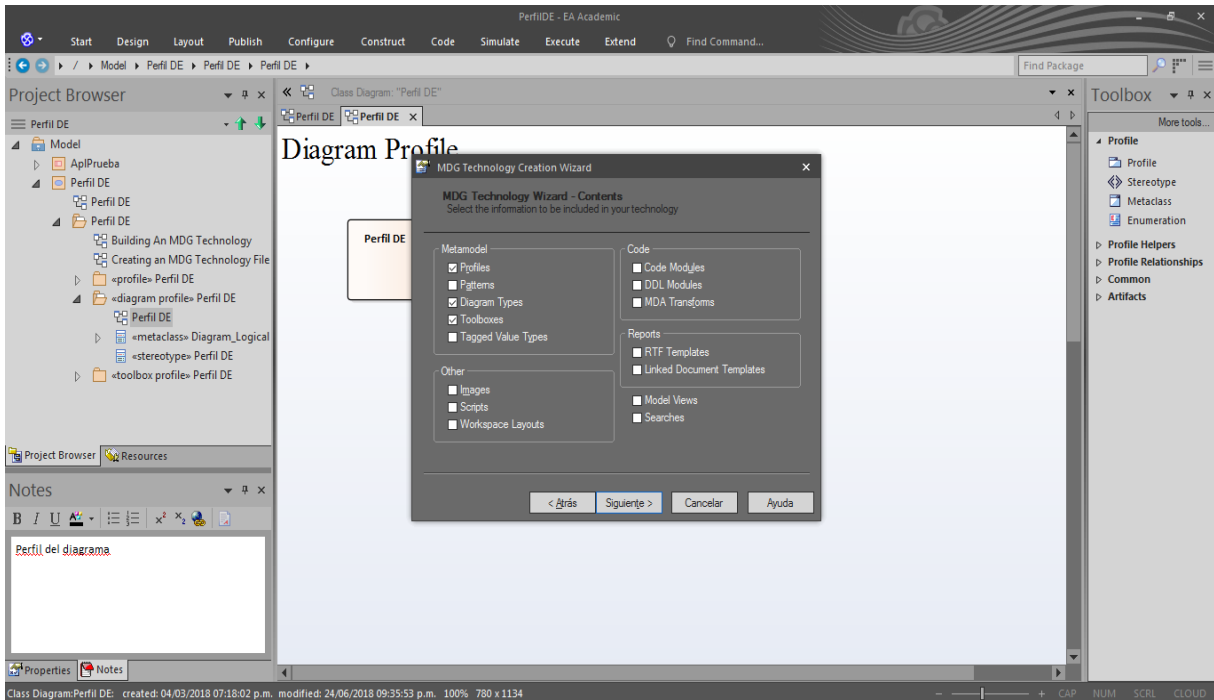 PerfilDE - EA Academic
Start Design Layout Publish Configure Construct Code Simulate Execute Extend Find Command...
/ Model Perfil DE Perfil DE Perfil DE
Find Package
Project Browser
Perfil DE
Model
AplPrueba
Perfil DE
Perfil DE
Perfil DE
Building An MDG Technology
Creating an MDG Technology File
«profile» Perfil DE
«diagram profile» Perfil DE
Perfil DE
«metaclass» Diagram_Logical
«stereotype» Perfil DE
«toolbox profile» Perfil DE
Project Browser Resources
Notes
B I U
Perfil del diagrama
Properties Notes
Class Diagram: "Perfil DE"
Perfil DE Perfil DE
Diagram Profile
Perfil DE
MDG Technology Creation Wizard
MDG Technology Wizard - Contents
Select the information to be included in your technology
Metamodel
Profiles
Patterns
Diagram Types
Toolboxes
Tagged Value Types
Other
Images
Scripts
Workspace Layouts
Code
Code Modules
DDL Modules
MDA Transforms
Reports
RTF Templates
Linked Document Templates
Model Views
Searches
< Atrás Siguiente > Cancelar Ayuda
Toolbox
More tools...
Profile
Profile
Stereotype
Metaclass
Enumeration
Profile Helpers
Profile Relationships
Common
Artifacts
Class Diagram:Perfil DE: created: 04/03/2018 07:18:02 p.m. modified: 24/06/2018 09:35:53 p.m. 100% 780 x 1134
CAP NUM SCRL CLOUD